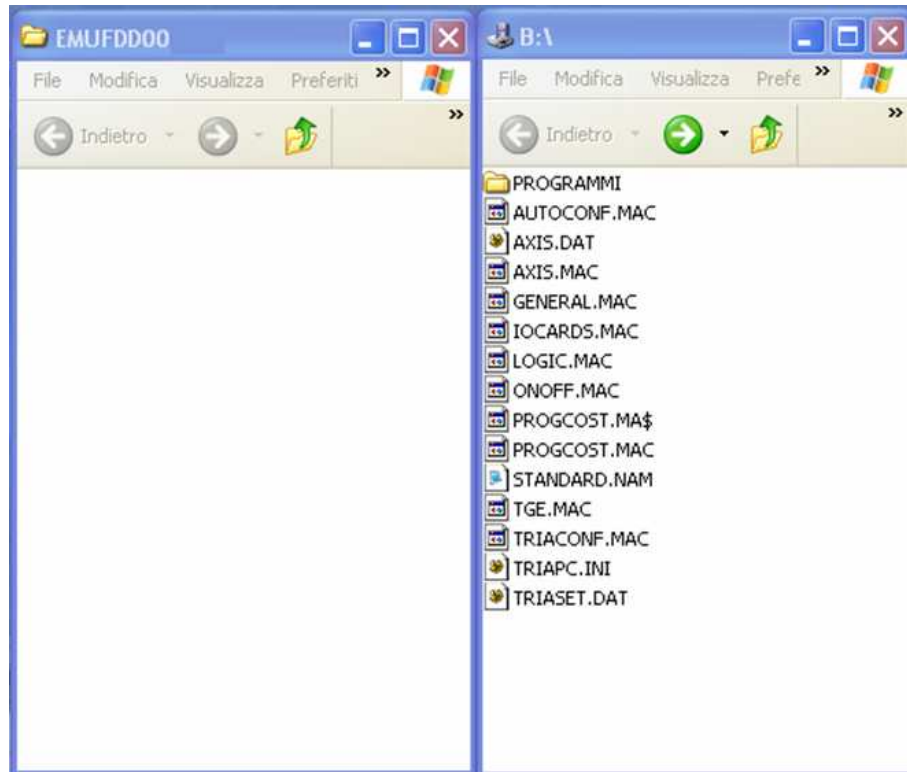 EMUFDD00
File Modifica Visualizza Preferiti »
Indietro »
B:\
File Modifica Visualizza Prefe »
Indietro »
PROGRAMMI
AUTOCONF.MAC
AXIS.DAT
AXIS.MAC
GENERAL.MAC
IOCARDS.MAC
LOGIC.MAC
ONOFF.MAC
PROGCOST.MA$
PROGCOST.MAC
STANDARD.NAM
TGE.MAC
TRIACONF.MAC
TRIAPC.INI
TRIASET.DAT